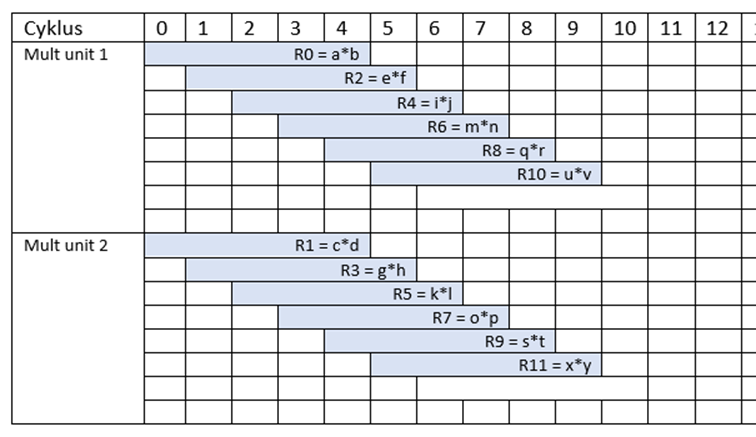 Cyklus 0 1 2 3 4 5 6 7 8 9 10 11 12
Mult unit 1 R0 = a*b
R2 = e*f
R4 = i*j
R6 = m*n
R8 = q*r
R10 = u*v
Mult unit 2 R1 = c*d
R3 = g*h
R5 = k*l
R7 = o*p
R9 = s*t
R11 = x*y